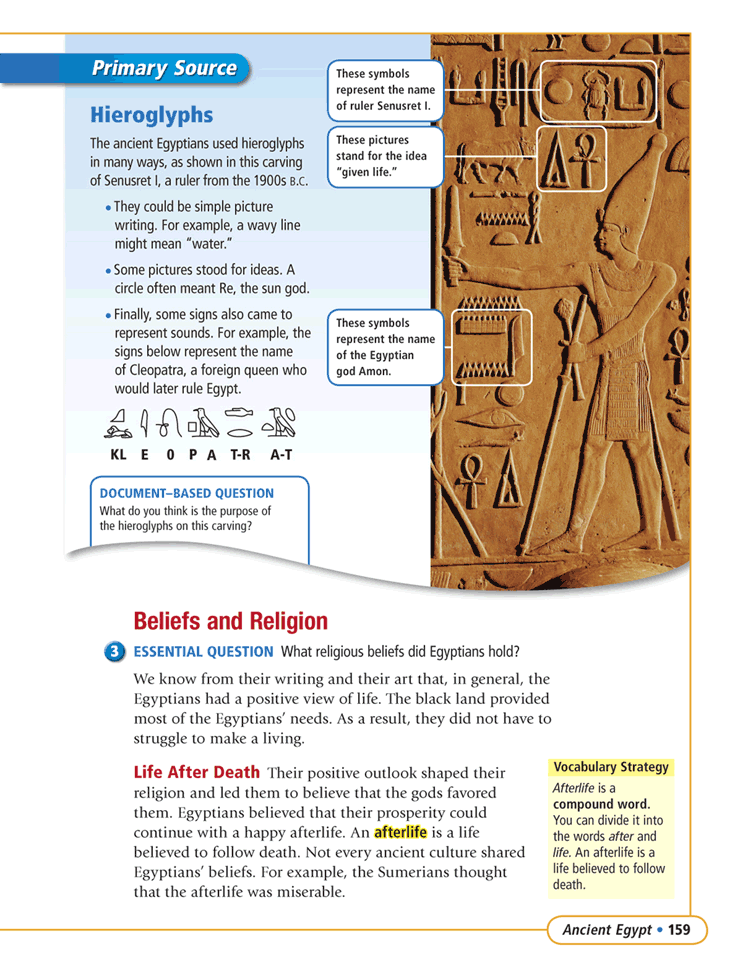 Primary Source
Hieroglyphs
The ancient Egyptians used hieroglyphs
in many ways, as shown in this carving
of Senusret I, a ruler from the 1900s B.C.
• They could be simple picture
writing. For example, a wavy line
might mean “water.”
• Some pictures stood for ideas. A
circle often meant Re, the sun god.
• Finally, some signs also came to
represent sounds. For example, the
signs below represent the name
of Cleopatra, a foreign queen who
would later rule Egypt.
KL E 0 P A T-R A-T
DOCUMENT–BASED QUESTION
What do you think is the purpose of
the hieroglyphs on this carving?
These symbols
represent the name
of ruler Senusret I.
These pictures
stand for the idea
“given life.”
These symbols
represent the name
of the Egyptian
god Amon.
Beliefs and Religion
3 ESSENTIAL QUESTION What religious beliefs did Egyptians hold?
We know from their writing and their art that, in general, the
Egyptians had a positive view of life. The black land provided
most of the Egyptians’ needs. As a result, they did not have to
struggle to make a living.
Life After Death Their positive outlook shaped their
religion and led them to believe that the gods favored
them. Egyptians believed that their prosperity could
continue with a happy afterlife. An afterlife is a life
believed to follow death. Not every ancient culture shared
Egyptians’ beliefs. For example, the Sumerians thought
that the afterlife was miserable.
Vocabulary Strategy
Afterlife is a
compound word.
You can divide it into
the words after and
life. An afterlife is a
life believed to follow
death.
Ancient Egypt • 159